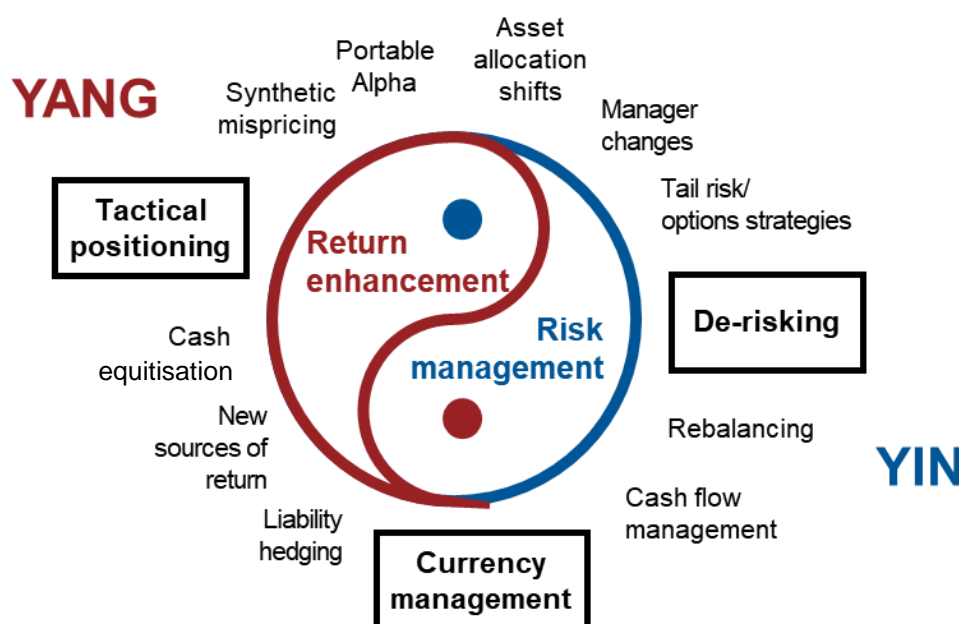 YANG
Synthetic
mispricing
Portable
Alpha
Asset
allocation
shifts
Manager
changes
Tail risk/
options strategies
Tactical
positioning
Return
enhancement
Risk
management
De-risking
Cash
equitisation
New
sources of
return
Liability
hedging
Currency
management
Cash flow
management
Rebalancing
YIN